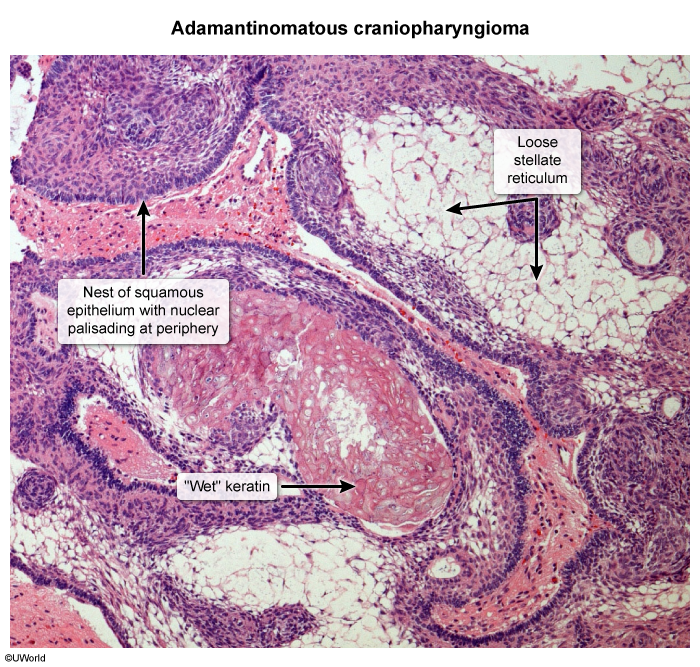 Adamantinomatous craniopharyngioma
Loose
stellate
reticulum
Nest of squamous
epithelium with nuclear
palisading at periphery
"Wet" keratin
©UWorld